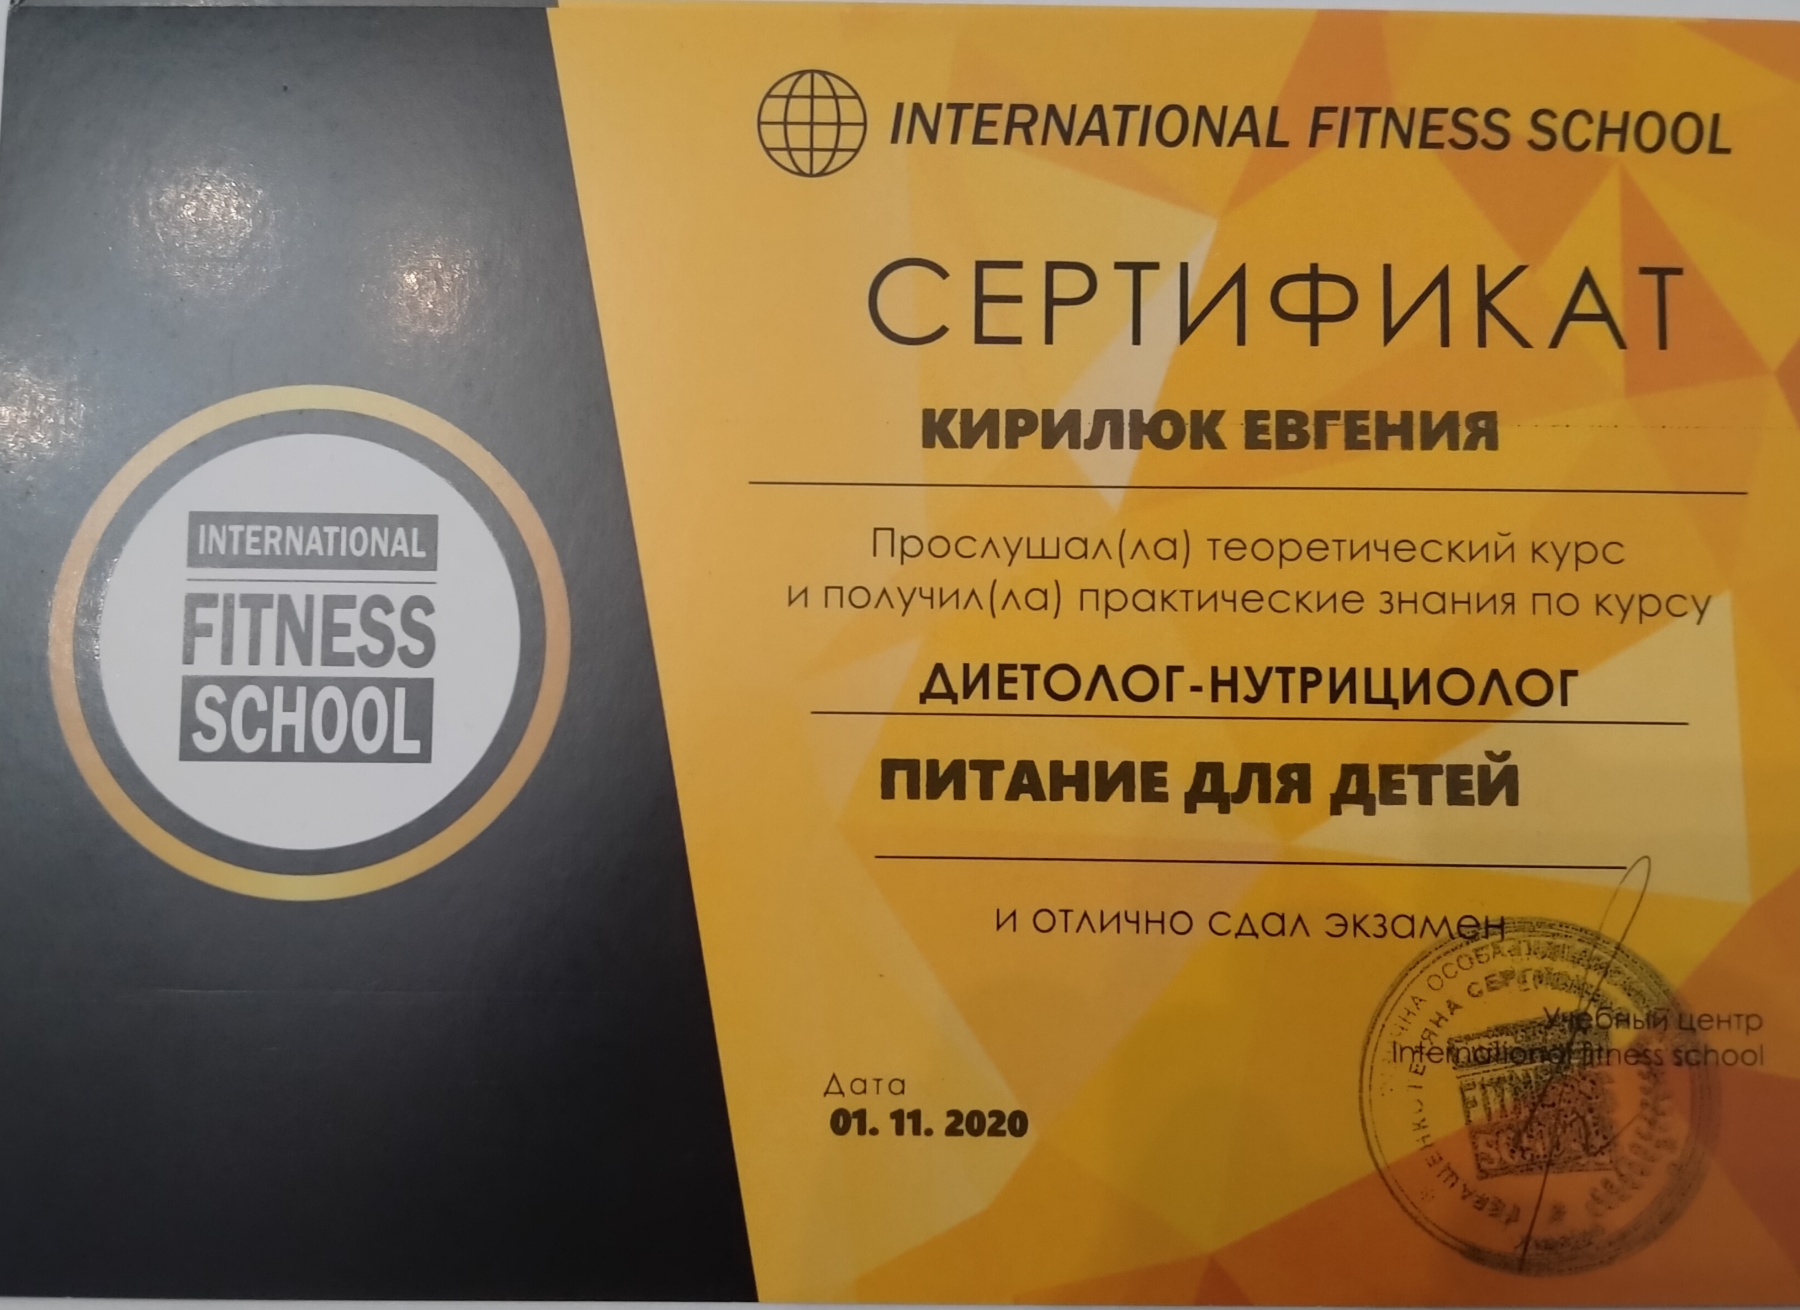 INTERNATIONAL FITNESS SCHOOL
СЕРТИФИКАТ
КИРИЛЮК ЕВГЕНИЯ
Прослушал(ла) теоретический курс
и получил(ла) практические знания по курсу
ДИЕТОЛОГ-НУТРИЦИОЛОГ
ПИТАНИЕ ДЛЯ ДЕТЕЙ
и отлично сдал экзамен
Учебный центр
International fitness school
Дата
01. 11. 2020
INTERNATIONAL
FITNESS
SCHOOL